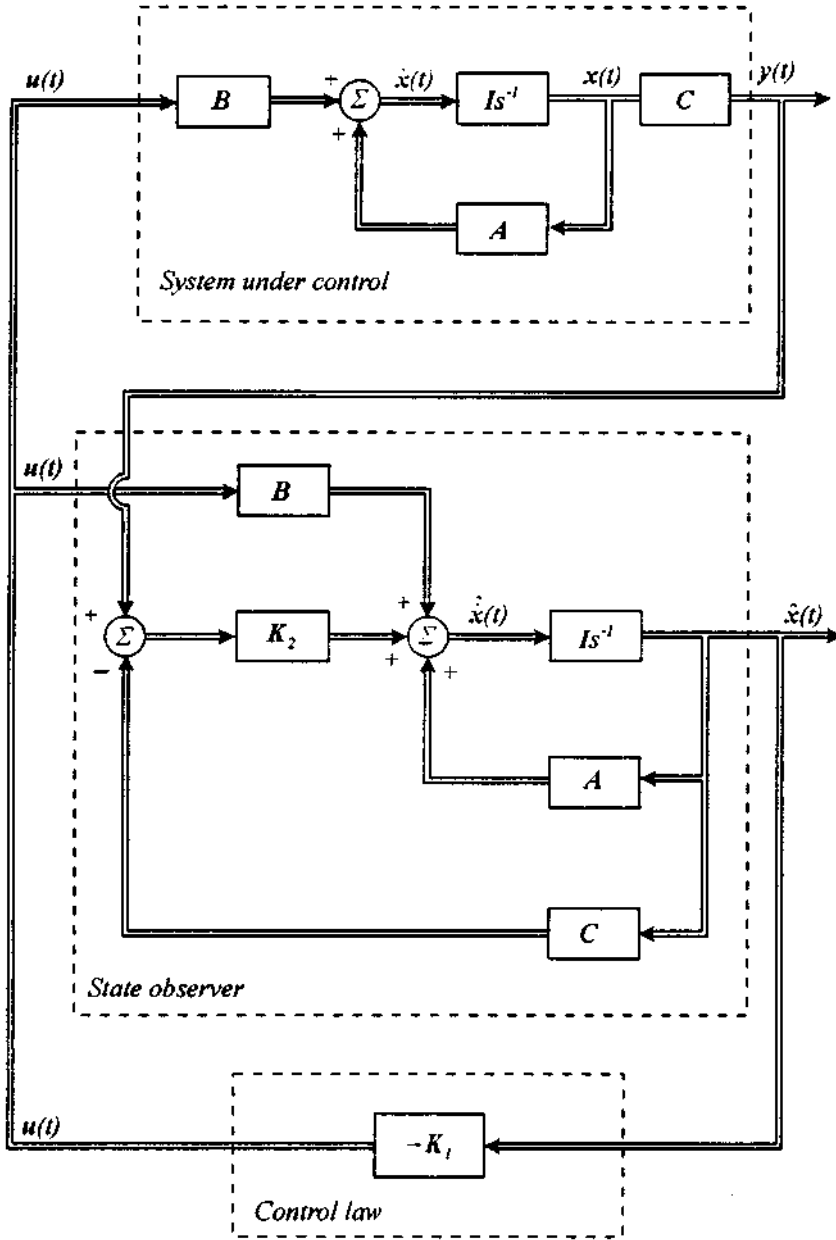 u(t)
B
+
Σ
+
ẋ(t)
Is⁻¹
x(t)
C
y(t)
A
System under control
u(t)
B
+
Σ
−
K₂
+
+
Σ
+
x̂̇(t)
Is⁻¹
x̂(t)
A
C
State observer
u(t)
−K₁
Control law